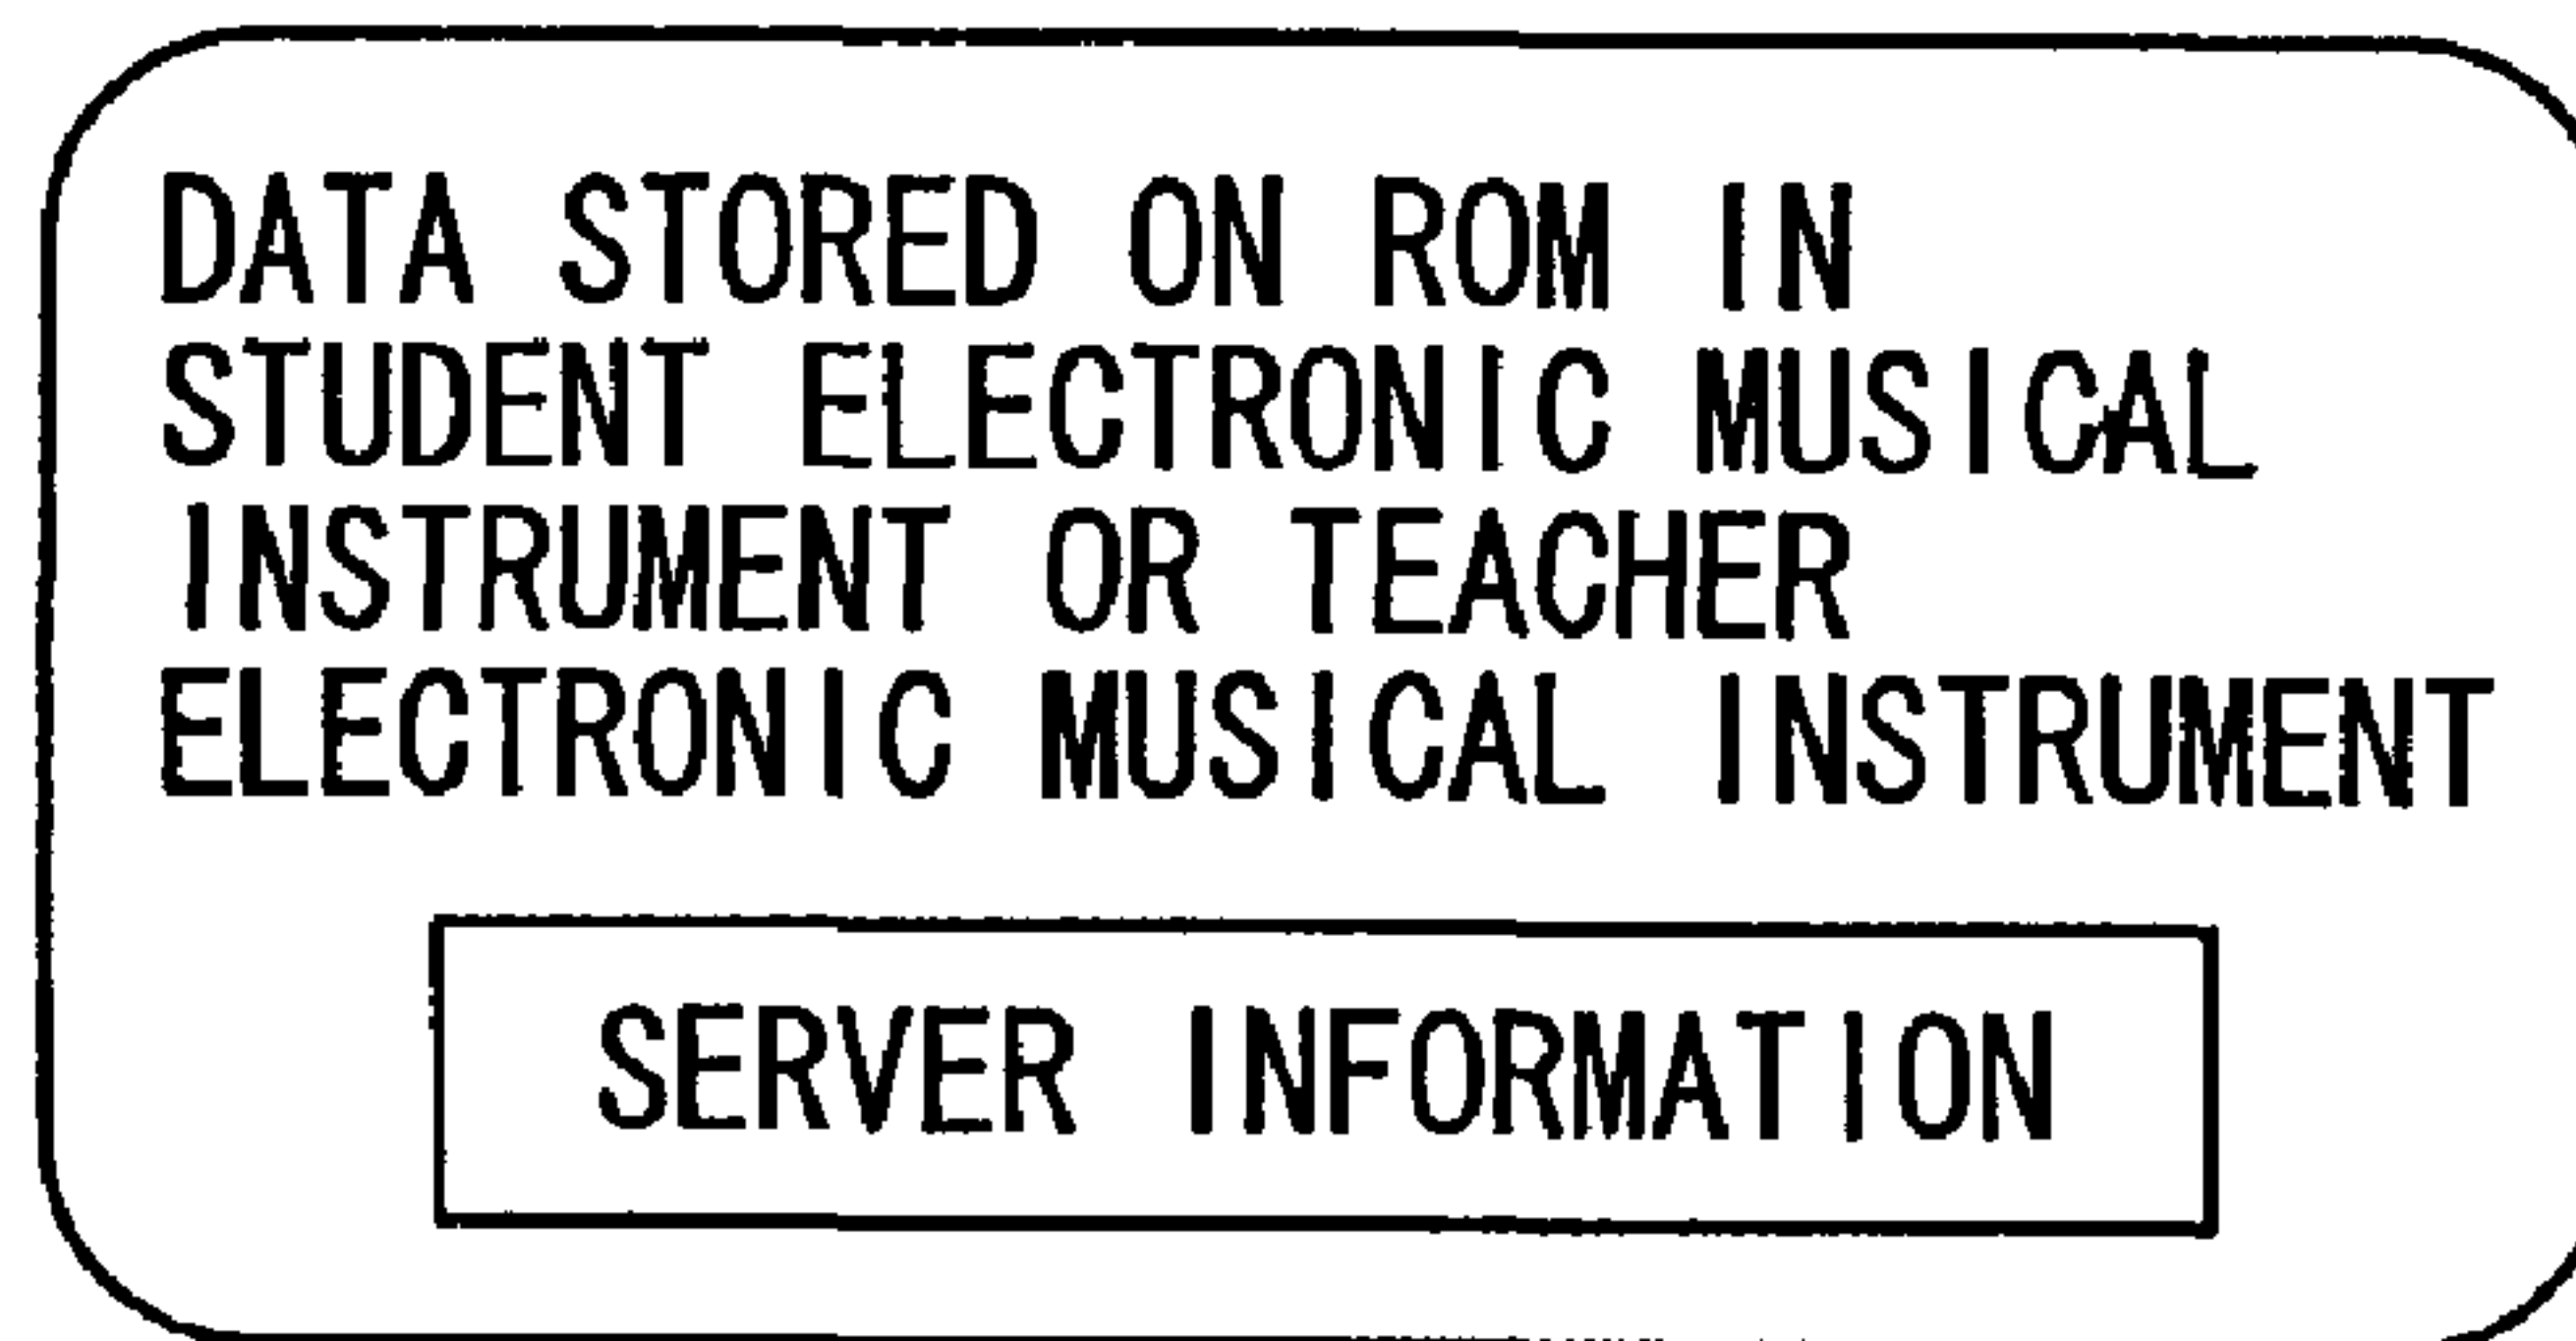 DATA STORED ON ROM IN
STUDENT ELECTRONIC MUSICAL
INSTRUMENT OR TEACHER
ELECTRONIC MUSICAL INSTRUMENT
SERVER INFORMATION